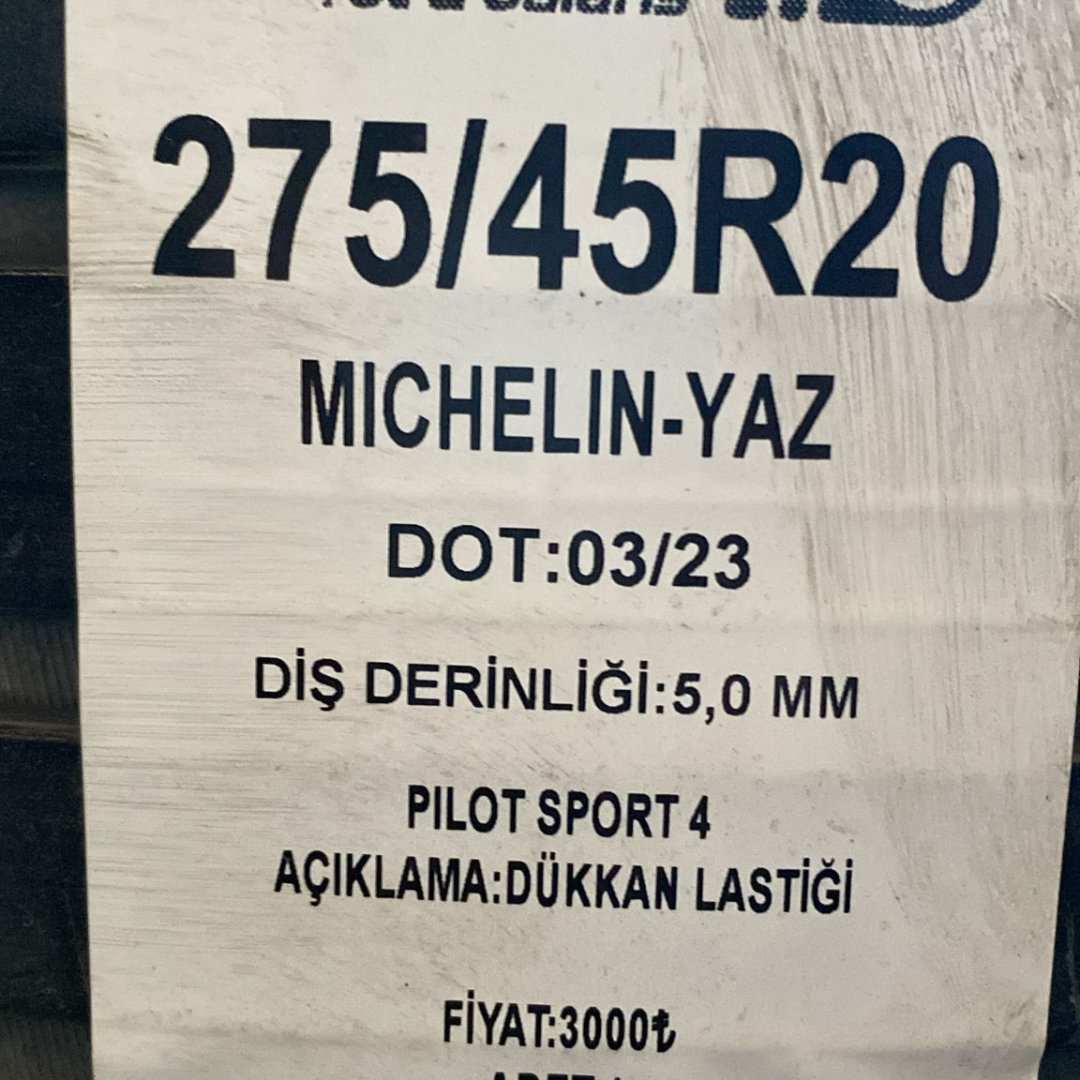 275/45R20
MICHELIN-YAZ
DOT:03/23
DİŞ DERİNLİĞİ:5,0 MM
PILOT SPORT 4
AÇIKLAMA:DÜKKAN LASTİĞİ
FİYAT:3000₺